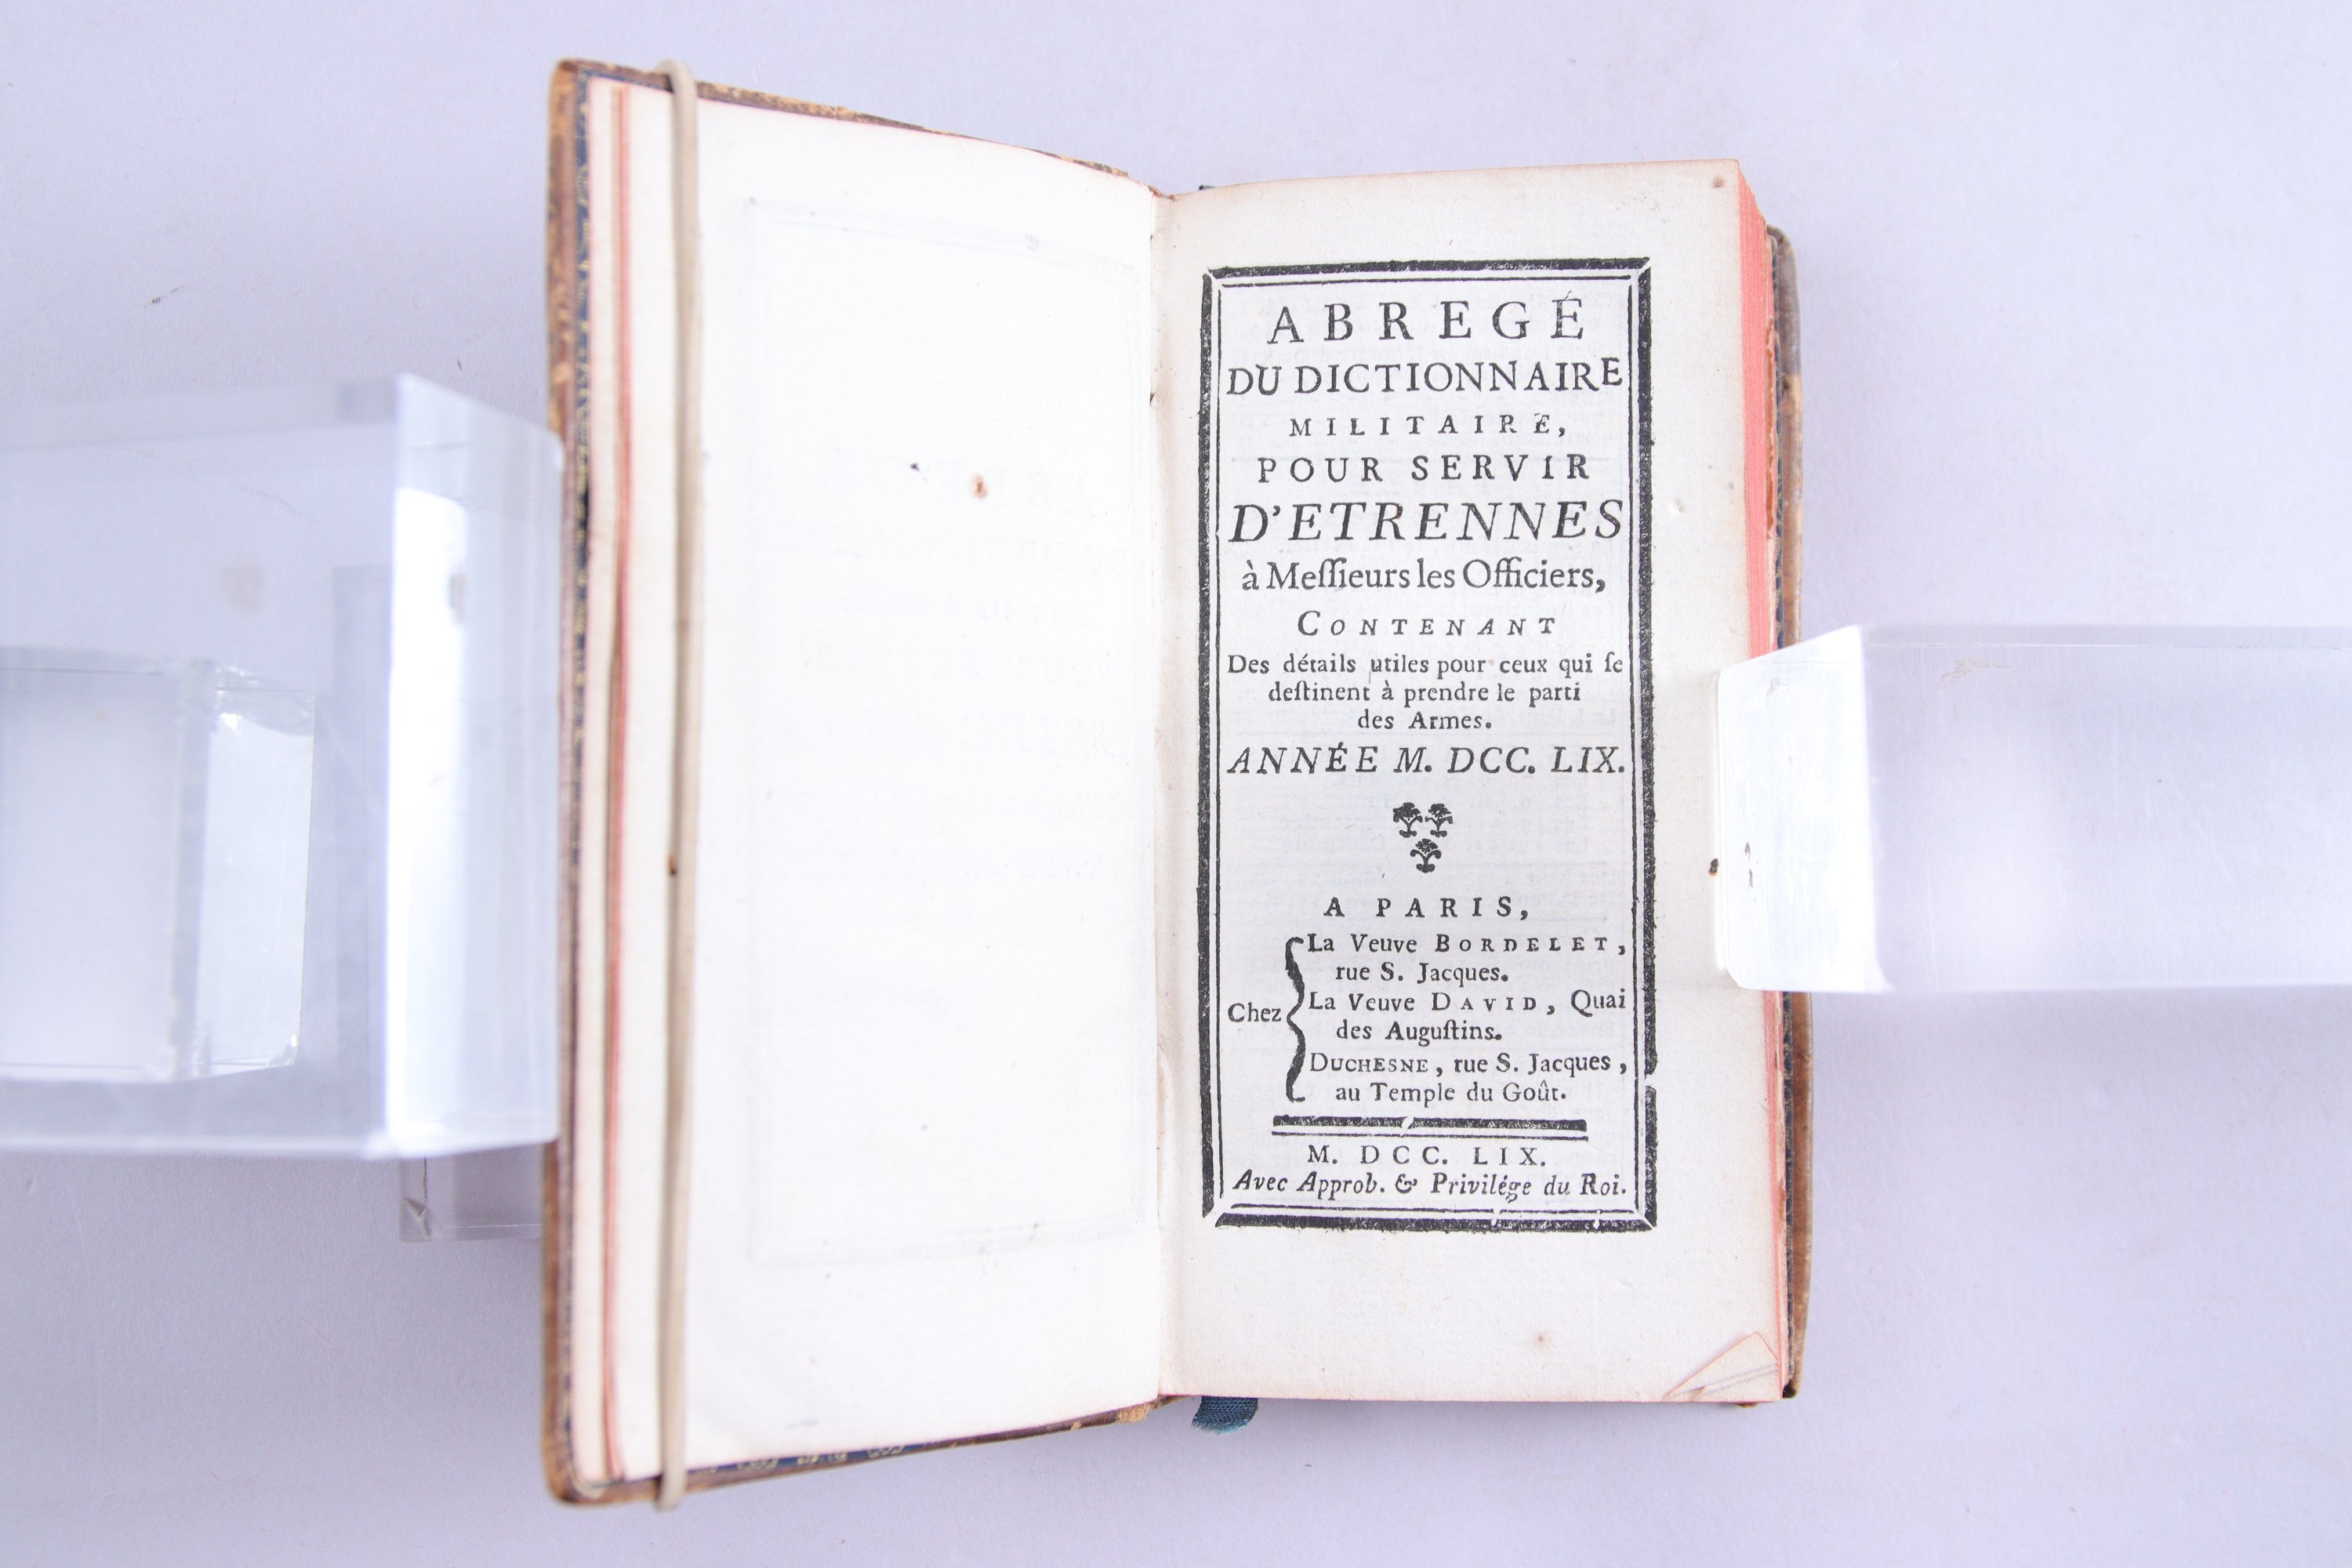 ABREGÉ
DU DICTIONNAIRE
MILITAIRE,
POUR SERVIR
D'ETRENNES
à Meſſieurs les Officiers,
CONTENANT
Des détails utiles pour ceux qui ſe
deſtinent à prendre le parti
des Armes.
ANNÉE M. DCC. LIX.
A PARIS,
Chez
La Veuve BORDELET,
rue S. Jacques.
La Veuve DAVID, Quai
des Auguſtins.
DUCHESNE, rue S. Jacques,
au Temple du Goût.
M. DCC. LIX.
Avec Approb. & Privilége du Roi.